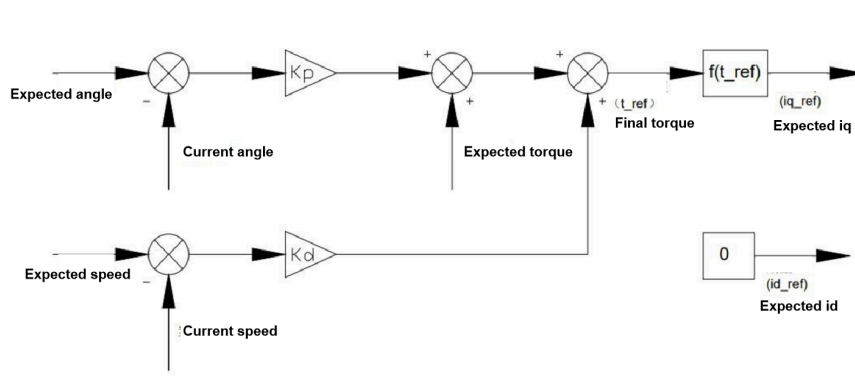 + +
Kp f(t_ref)
Expected angle
−
+ + (t_ref) (iq_ref)
Final torque Expected iq
Current angle Expected torque
Kd 0
Expected speed
−
(id_ref)
Expected id
Current speed